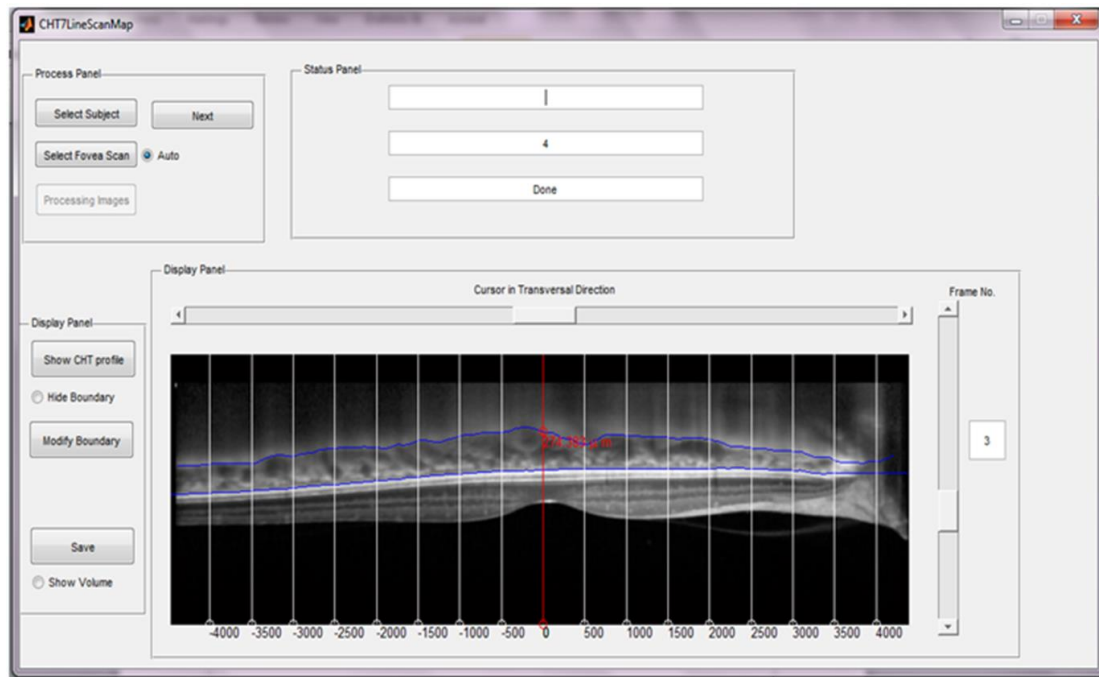 CHT7LineScanMap
Process Panel
Select Subject
Next
Select Fovea Scan
Auto
Processing Images
Status Panel
4
Done
Display Panel
Cursor in Transversal Direction
Frame No.
3
Display Panel
Show CHT profile
Hide Boundary
Modify Boundary
Save
Show Volume
-4000 -3500 -3000 -2500 -2000 -1500 -1000 -500 0 500 1000 1500 2000 2500 3000 3500 4000